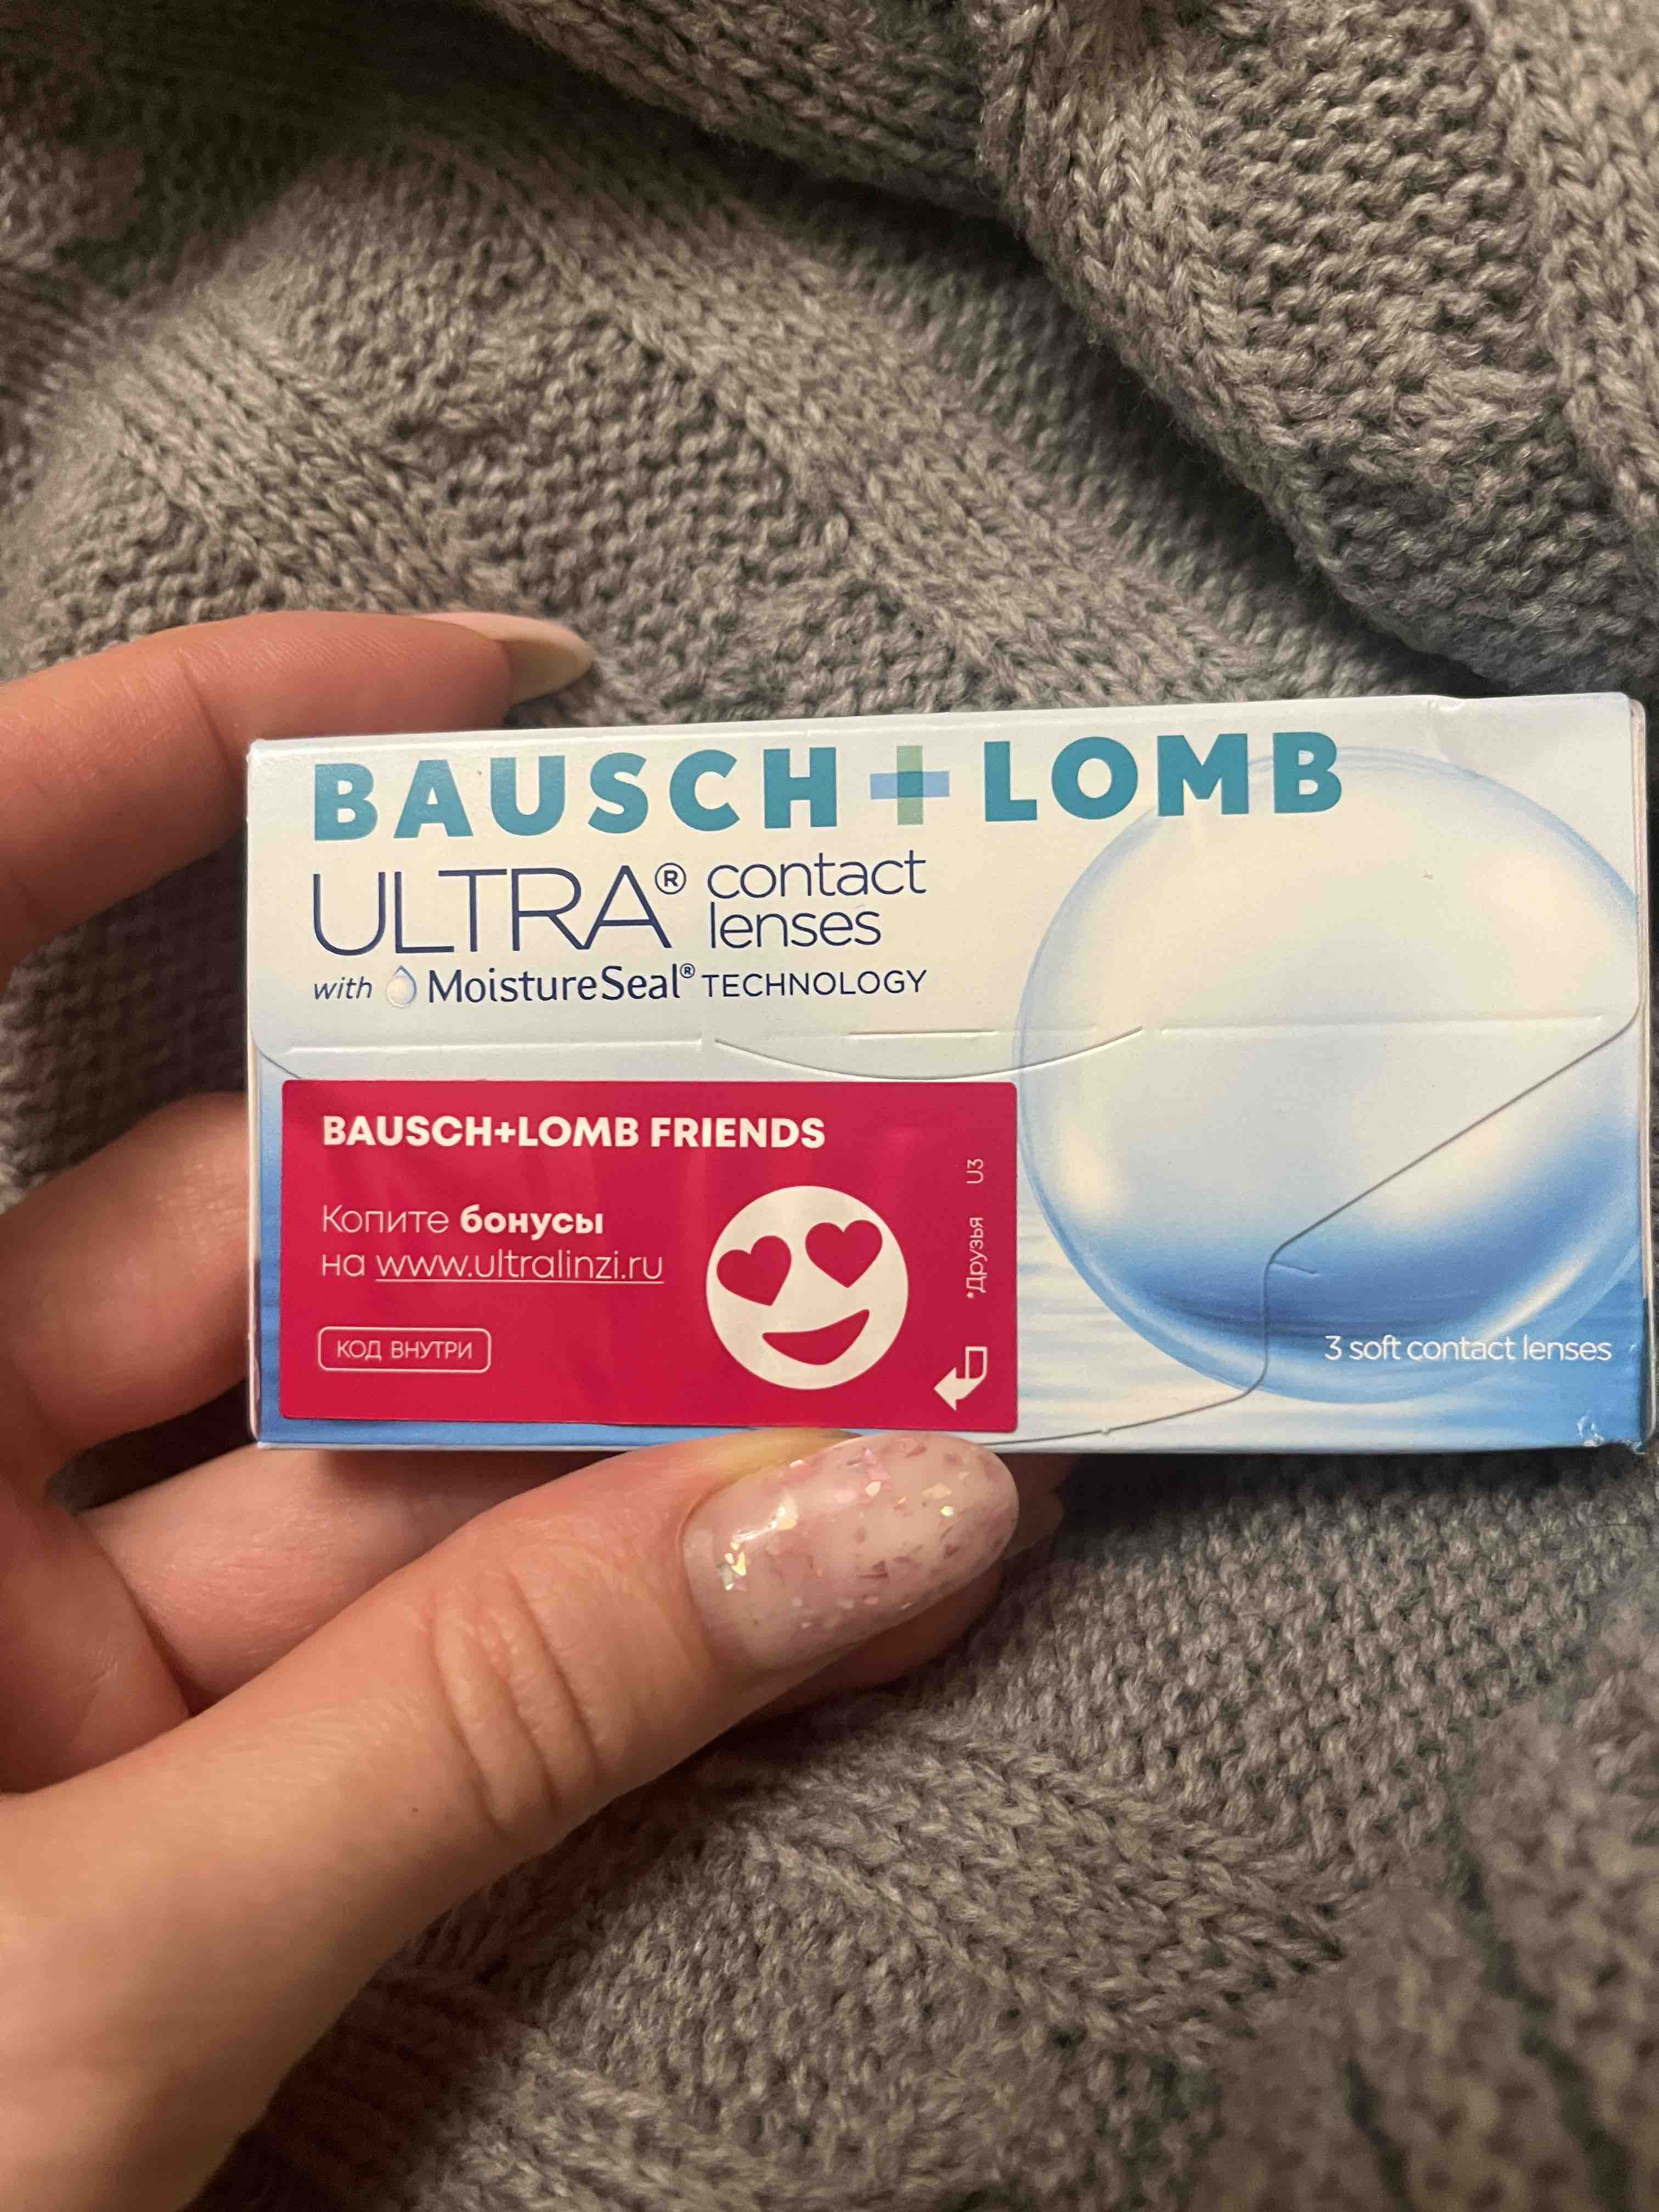 BAUSCH + LOMB
ULTRA® contact
lenses
with MoistureSeal® TECHNOLOGY
BAUSCH+LOMB FRIENDS
Копите бонусы
на www.ultralinzi.ru
КОД ВНУТРИ
*Друзья U3
3 soft contact lenses